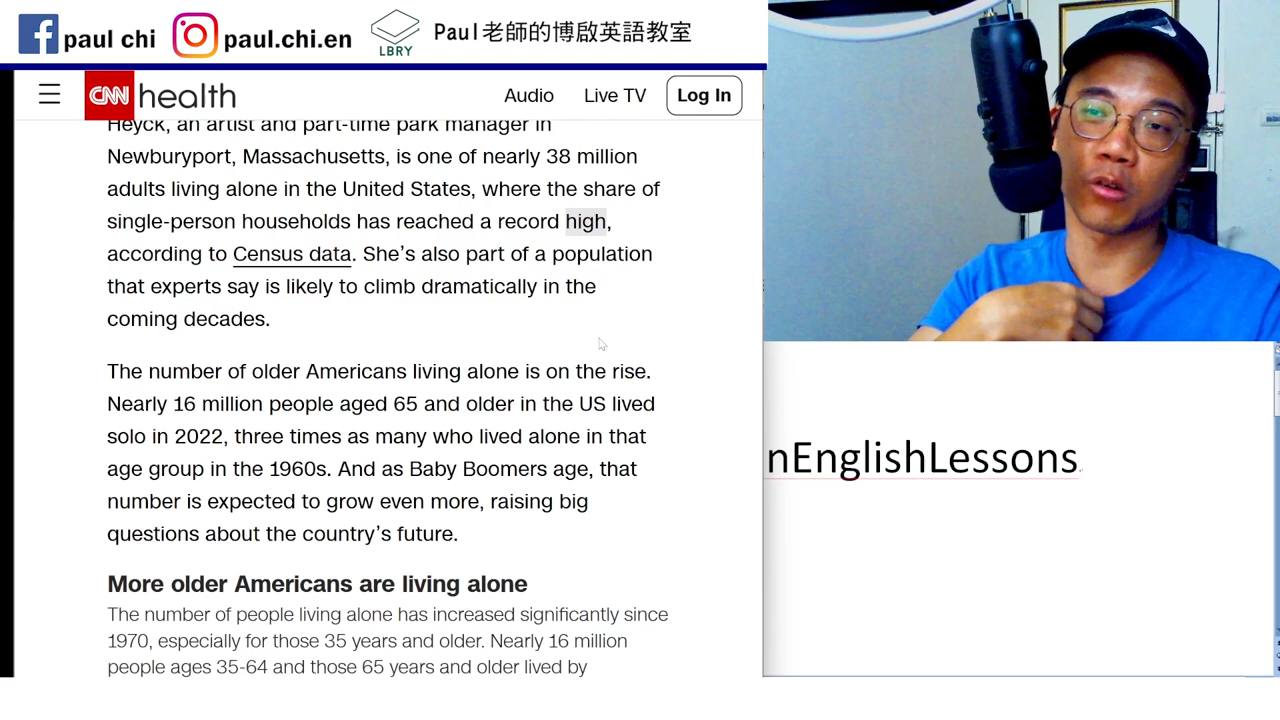 paul chi
paul.chi.en
LBRY
Paul老師的博啟英語教室
CNN health
Audio
Live TV
Log In
Heyck, an artist and part-time park manager in
Newburyport, Massachusetts, is one of nearly 38 million
adults living alone in the United States, where the share of
single-person households has reached a record high,
according to Census data. She’s also part of a population
that experts say is likely to climb dramatically in the
coming decades.
The number of older Americans living alone is on the rise.
Nearly 16 million people aged 65 and older in the US lived
solo in 2022, three times as many who lived alone in that
age group in the 1960s. And as Baby Boomers age, that
number is expected to grow even more, raising big
questions about the country’s future.
More older Americans are living alone
The number of people living alone has increased significantly since
1970, especially for those 35 years and older. Nearly 16 million
people ages 35-64 and those 65 years and older lived by
nEnglishLessons